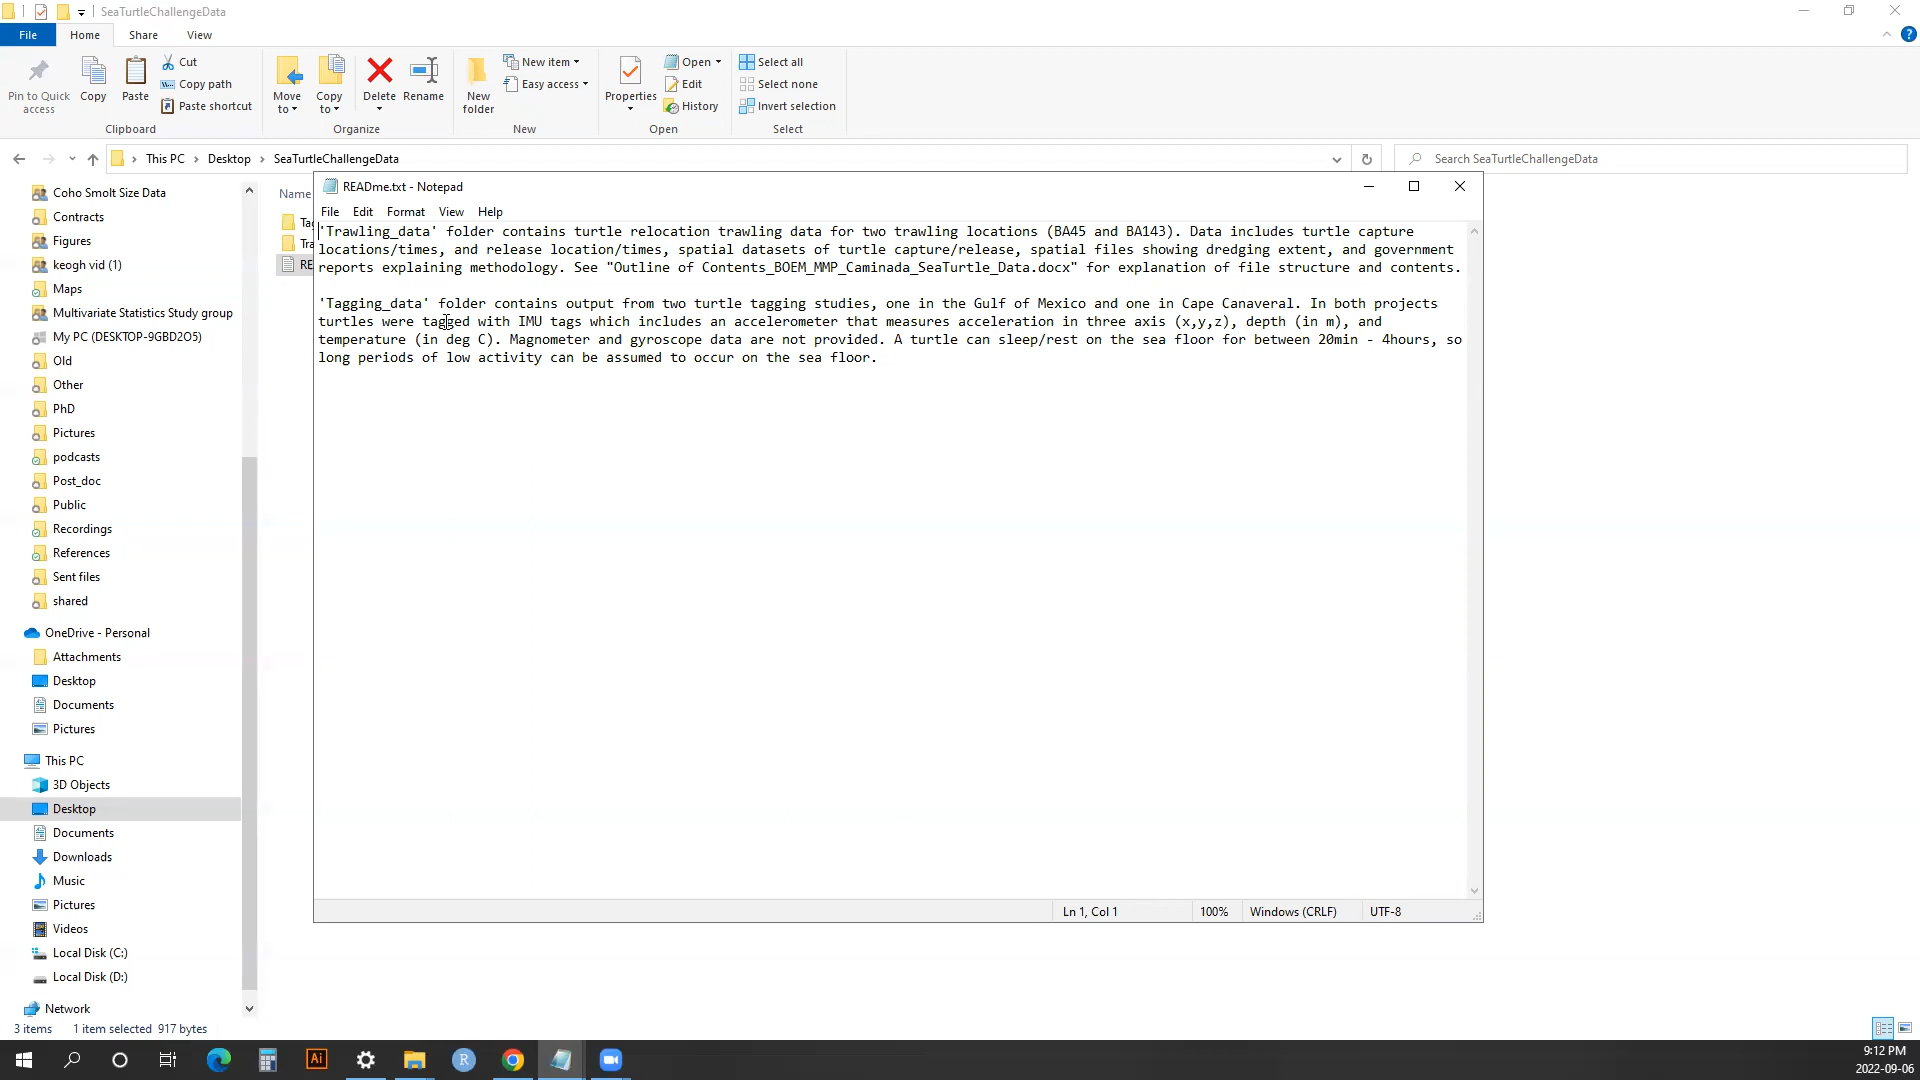 SeaTurtleChallengeData
File Home Share View
Pin to Quick access
Copy
Paste
Cut
Copy path
Paste shortcut
Clipboard
Move to
Copy to
Delete
Rename
Organize
New folder
New item
Easy access
New
Properties
Open
Edit
History
Open
Select all
Select none
Invert selection
Select
This PC > Desktop > SeaTurtleChallengeData
Search SeaTurtleChallengeData
Coho Smolt Size Data
Contracts
Figures
keogh vid (1)
Maps
Multivariate Statistics Study group
My PC (DESKTOP-9GBD2O5)
Old
Other
PhD
Pictures
podcasts
Post_doc
Public
Recordings
References
Sent files
shared
OneDrive - Personal
Attachments
Desktop
Documents
Pictures
This PC
3D Objects
Desktop
Documents
Downloads
Music
Pictures
Videos
Local Disk (C:)
Local Disk (D:)
Network
Name
Ta
Tra
RE
READme.txt - Notepad
File Edit Format View Help
'Trawling_data' folder contains turtle relocation trawling data for two trawling locations (BA45 and BA143). Data includes turtle capture
locations/times, and release location/times, spatial datasets of turtle capture/release, spatial files showing dredging extent, and government
reports explaining methodology. See "Outline of Contents_BOEM_MMP_Caminada_SeaTurtle_Data.docx" for explanation of file structure and contents.
'Tagging_data' folder contains output from two turtle tagging studies, one in the Gulf of Mexico and one in Cape Canaveral. In both projects
turtles were tagged with IMU tags which includes an accelerometer that measures acceleration in three axis (x,y,z), depth (in m), and
temperature (in deg C). Magnometer and gyroscope data are not provided. A turtle can sleep/rest on the sea floor for between 20min - 4hours, so
long periods of low activity can be assumed to occur on the sea floor.
Ln 1, Col 1
100%
Windows (CRLF)
UTF-8
3 items 1 item selected 917 bytes
Ai
R
9:12 PM
2022-09-06